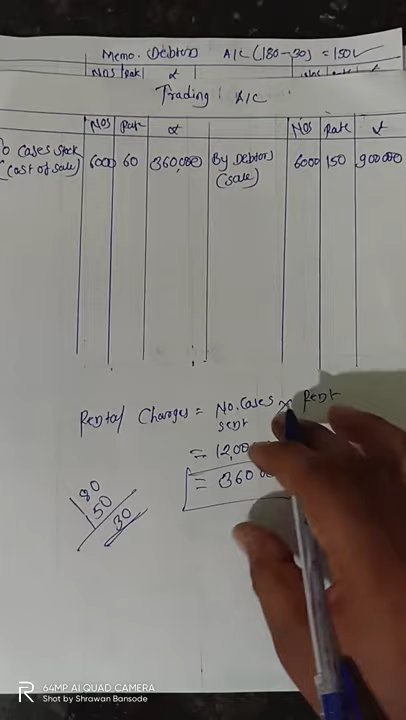 Memo. Debtors A/C (180-30) = 150
Nos Rate ₹
Trading A/C
Nos Rate ₹ Nos Rate ₹
o Cases Stock 6000 60 360,000 By Debtors 6000 150 900000
(cost of sale) (sale)
Rental Charges = No. Cases × Rent
sent
= 12,00
= 360 00
80
50
30
64MP AI QUAD CAMERA
Shot by Shrawan Bansode